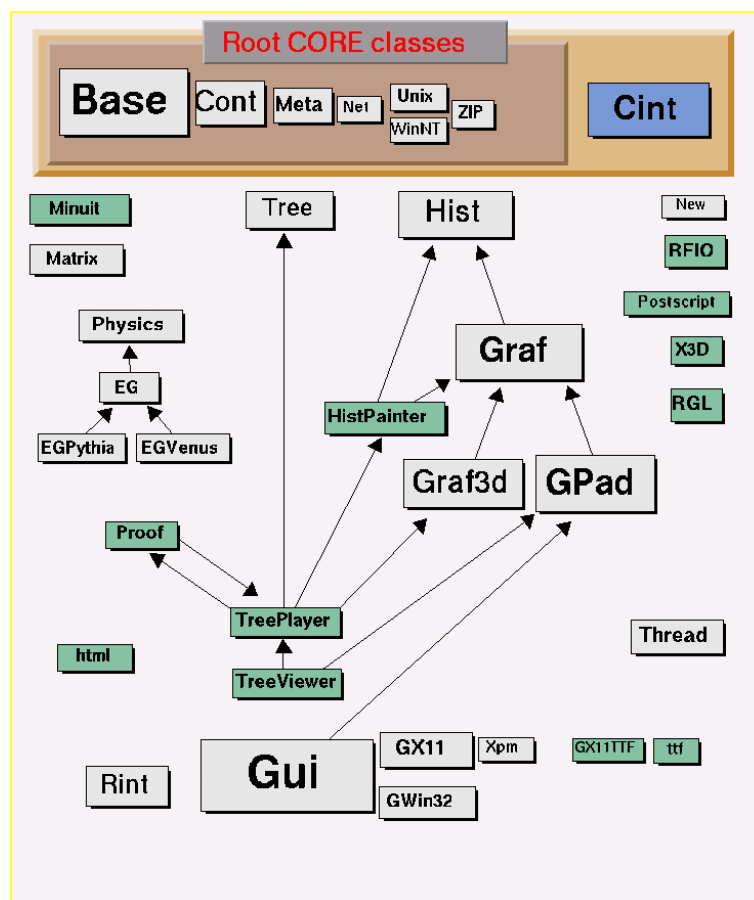 Root CORE classes
Base
Cont
Meta
Net
Unix
WinNT
ZIP
Cint
Minuit
Tree
Hist
New
Matrix
RFIO
Postscript
Physics
Graf
X3D
EG
HistPainter
RGL
EGPythia
EGVenus
Graf3d
GPad
Proof
TreePlayer
Thread
html
TreeViewer
Gui
GX11
Xpm
GX11TTF
ttf
Rint
GWin32